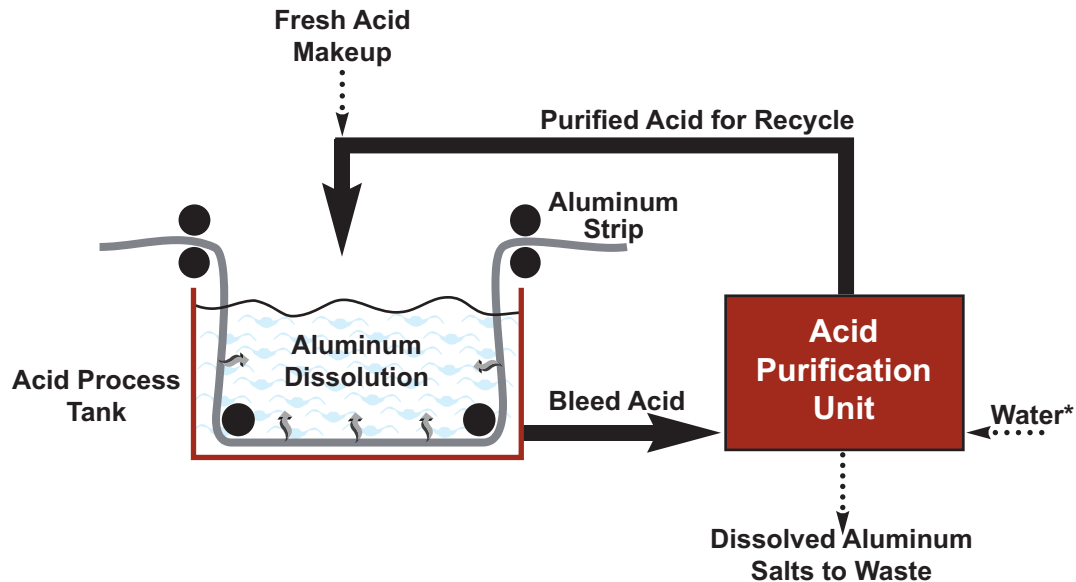 Fresh Acid
Makeup
Purified Acid for Recycle
Aluminum
Strip
Aluminum
Dissolution
Acid Process
Tank
Bleed Acid
Acid
Purification
Unit
Water*
Dissolved Aluminum
Salts to Waste